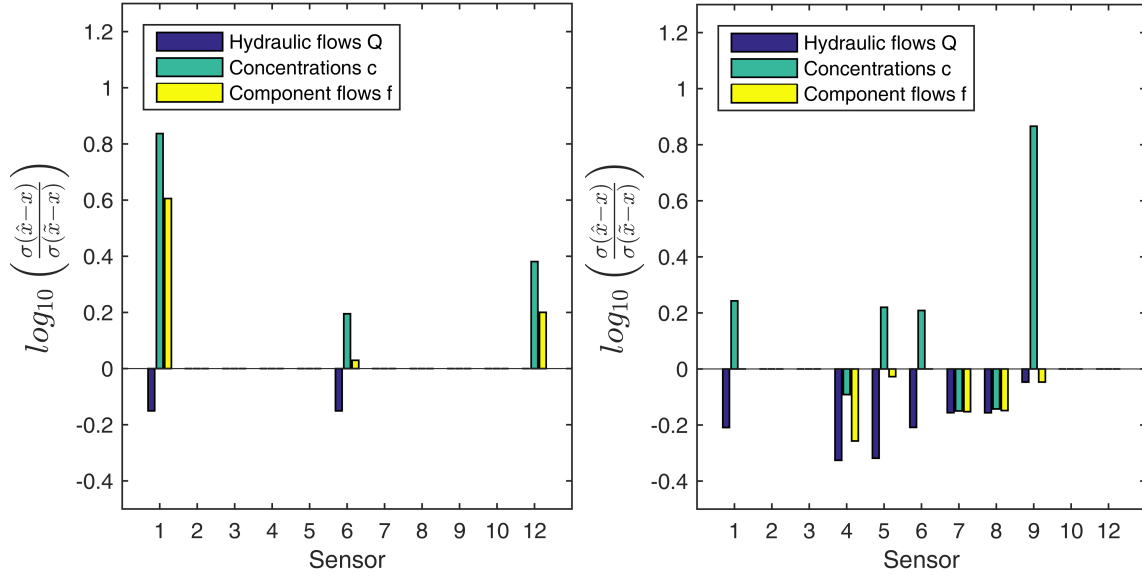 1.2
1
0.8
0.6
0.4
0.2
0
-0.2
-0.4
Hydraulic flows Q
Concentrations c
Component flows f
log10 (σ(x̂−x)/σ(x̃−x))
1 2 3 4 5 6 7 8 9 10 12
Sensor
1.2
1
0.8
0.6
0.4
0.2
0
-0.2
-0.4
Hydraulic flows Q
Concentrations c
Component flows f
log10 (σ(x̂−x)/σ(x̃−x))
1 2 3 4 5 6 7 8 9 10 12
Sensor